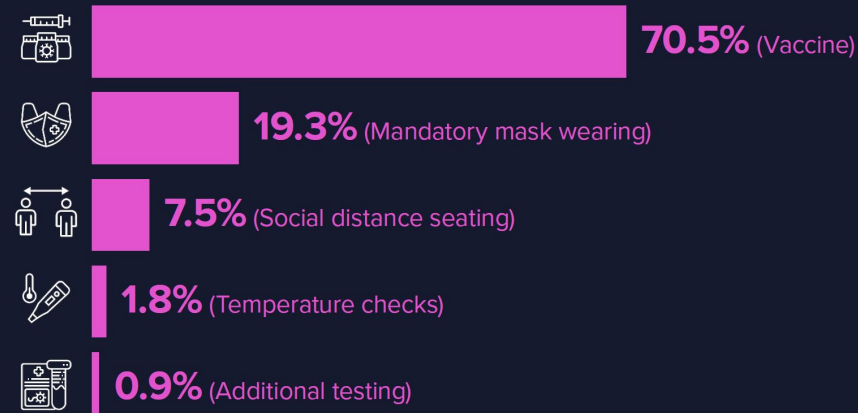 70.5% (Vaccine)
19.3% (Mandatory mask wearing)
7.5% (Social distance seating)
1.8% (Temperature checks)
0.9% (Additional testing)